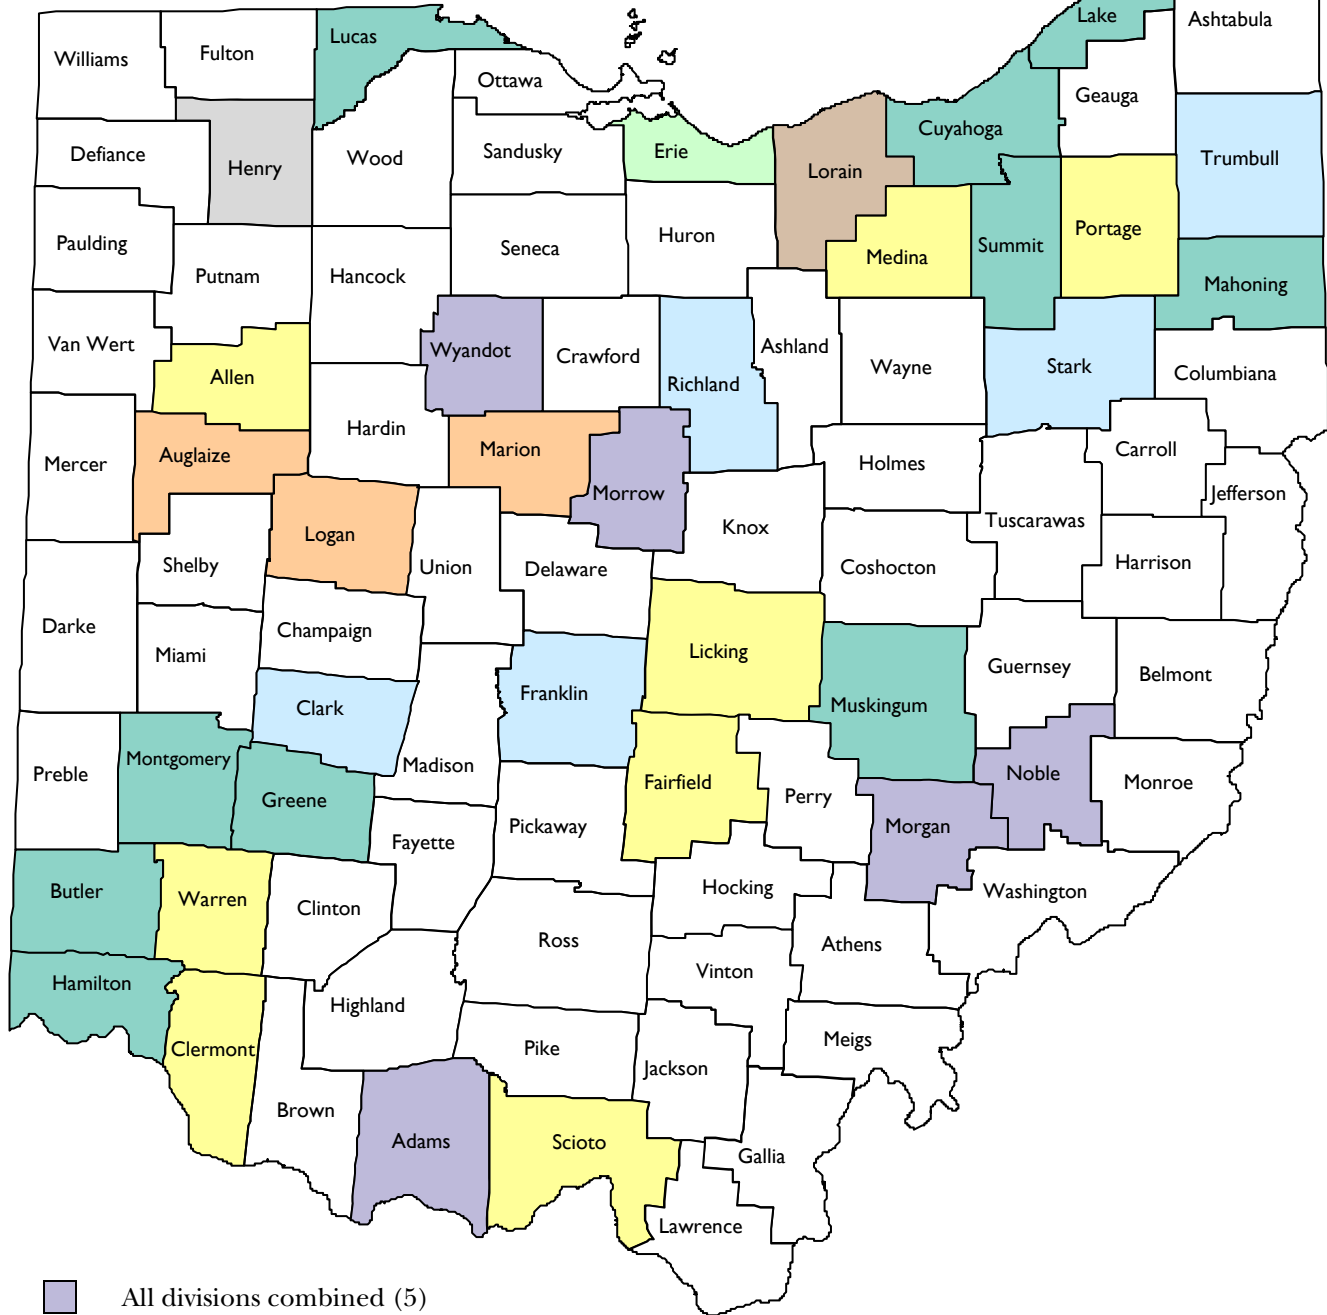 Williams
Fulton
Lucas
Ottawa
Lake
Ashtabula
Geauga
Defiance
Henry
Wood
Sandusky
Erie
Lorain
Cuyahoga
Trumbull
Paulding
Putnam
Hancock
Seneca
Huron
Medina
Summit
Portage
Mahoning
Van Wert
Allen
Wyandot
Crawford
Richland
Ashland
Wayne
Stark
Columbiana
Mercer
Auglaize
Hardin
Marion
Morrow
Holmes
Carroll
Jefferson
Logan
Knox
Tuscarawas
Shelby
Union
Delaware
Coshocton
Harrison
Darke
Miami
Champaign
Licking
Guernsey
Belmont
Clark
Franklin
Muskingum
Preble
Montgomery
Madison
Fairfield
Perry
Noble
Monroe
Greene
Fayette
Pickaway
Morgan
Butler
Warren
Clinton
Hocking
Washington
Ross
Athens
Hamilton
Highland
Vinton
Clermont
Pike
Jackson
Meigs
Brown
Adams
Scioto
Gallia
Lawrence
All divisions combined (5)